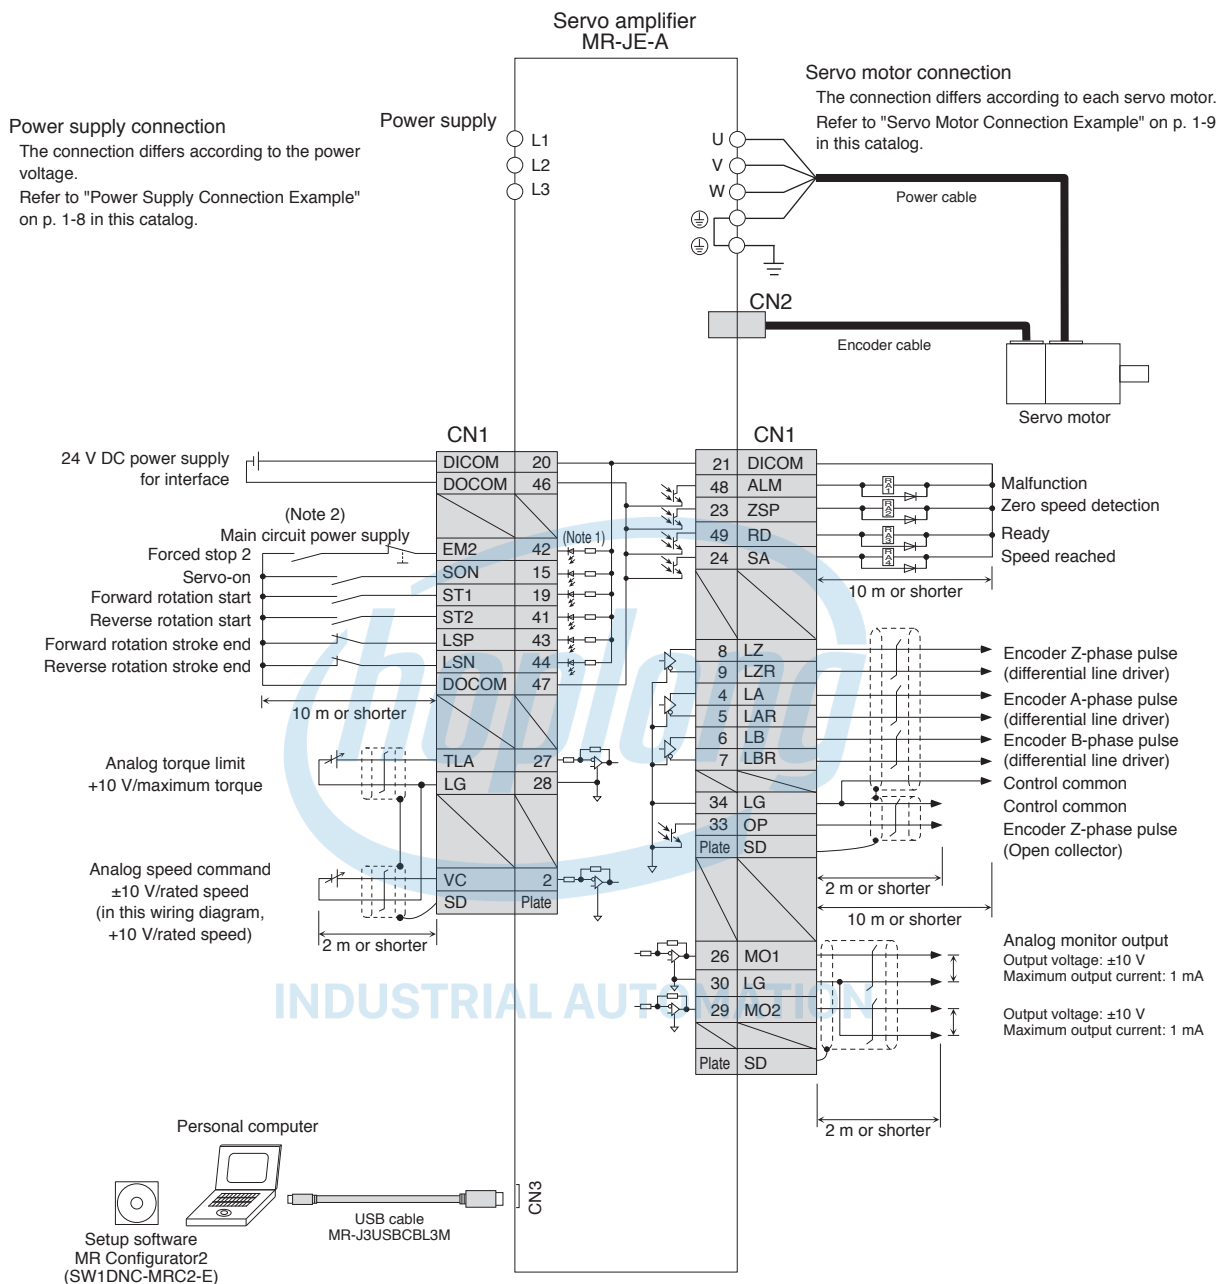 Servo amplifier
MR-JE-A
Power supply connection
The connection differs according to the power
voltage.
Refer to "Power Supply Connection Example"
on p. 1-8 in this catalog.
Power supply
L1
L2
L3
Servo motor connection
The connection differs according to each servo motor.
Refer to "Servo Motor Connection Example" on p. 1-9
in this catalog.
U
V
W
Power cable
CN2
Encoder cable
Servo motor
CN1
24 V DC power supply
for interface
DICOM 20
DOCOM 46
(Note 2)
Main circuit power supply
(Note 1)
Forced stop 2
EM2 42
Servo-on
SON 15
Forward rotation start
ST1 19
Reverse rotation start
ST2 41
Forward rotation stroke end
LSP 43
Reverse rotation stroke end
LSN 44
DOCOM 47
10 m or shorter
Analog torque limit
+10 V/maximum torque
TLA 27
LG 28
Analog speed command
±10 V/rated speed
(in this wiring diagram,
+10 V/rated speed)
VC 2
SD Plate
2 m or shorter
CN1
21 DICOM
48 ALM RA1 Malfunction
23 ZSP RA2 Zero speed detection
49 RD RA3 Ready
24 SA RA4 Speed reached
10 m or shorter
8 LZ
9 LZR
Encoder Z-phase pulse
(differential line driver)
4 LA
5 LAR
Encoder A-phase pulse
(differential line driver)
6 LB
7 LBR
Encoder B-phase pulse
(differential line driver)
Control common
34 LG
Control common
33 OP
Encoder Z-phase pulse
(Open collector)
Plate SD
2 m or shorter
10 m or shorter
26 MO1
30 LG
29 MO2
Plate SD
Analog monitor output
Output voltage: ±10 V
Maximum output current: 1 mA
Output voltage: ±10 V
Maximum output current: 1 mA
2 m or shorter
hoplong
INDUSTRIAL AUTOMATION
Personal computer
CN3
USB cable
MR-J3USBCBL3M
Setup software
MR Configurator2
(SW1DNC-MRC2-E)